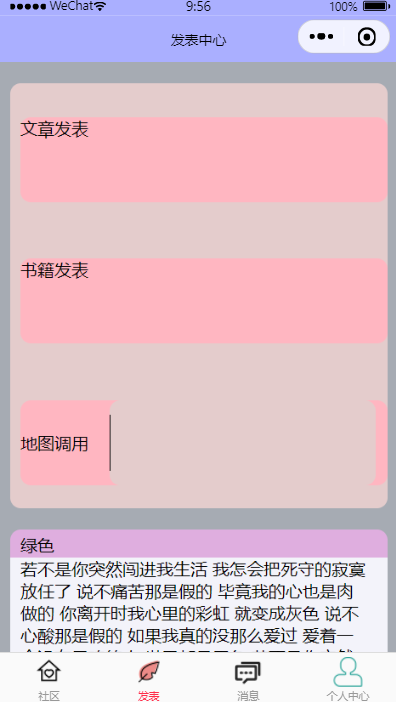 WeChat 9:56 100%
发表中心
文章发表
书籍发表
地图调用
绿色
若不是你突然闯进我生活 我怎会把死守的寂寞
放任了 说不痛苦那是假的 毕竟我的心也是肉
做的 你离开时我心里的彩虹 就变成灰色 说不
心酸那是假的 如果我真的没那么爱过 爱着一
社区 发表 消息 个人中心